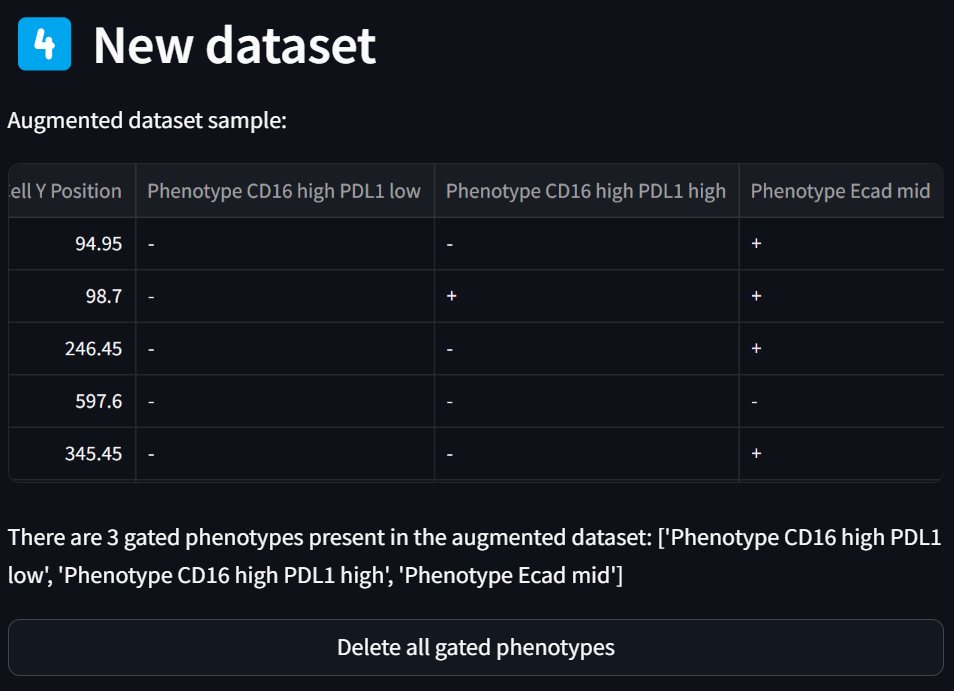 4 New dataset
Augmented dataset sample:
ell Y Position Phenotype CD16 high PDL1 low Phenotype CD16 high PDL1 high Phenotype Ecad mid
94.95 - - +
98.7 - + +
246.45 - - +
597.6 - - -
345.45 - - +
There are 3 gated phenotypes present in the augmented dataset: ['Phenotype CD16 high PDL1
low', 'Phenotype CD16 high PDL1 high', 'Phenotype Ecad mid']
Delete all gated phenotypes